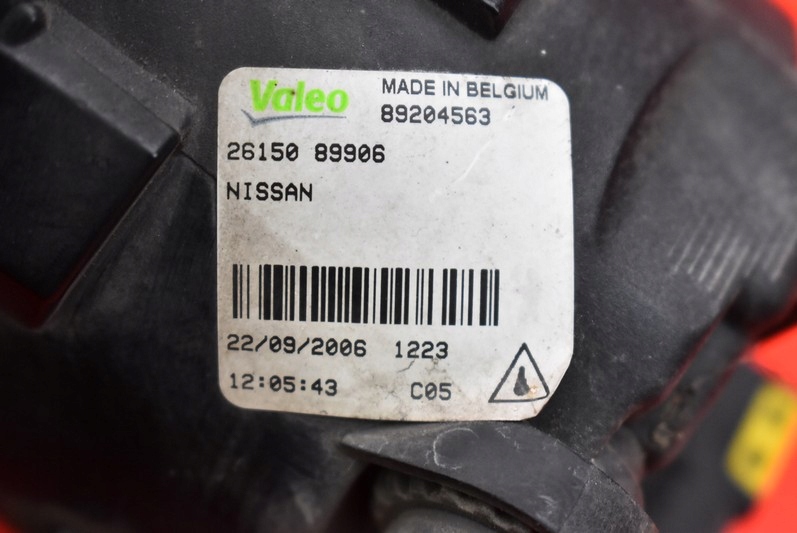 Valeo MADE IN BELGIUM
89204563
26150 89906
NISSAN
22/09/2006 1223
12:05:43 C05